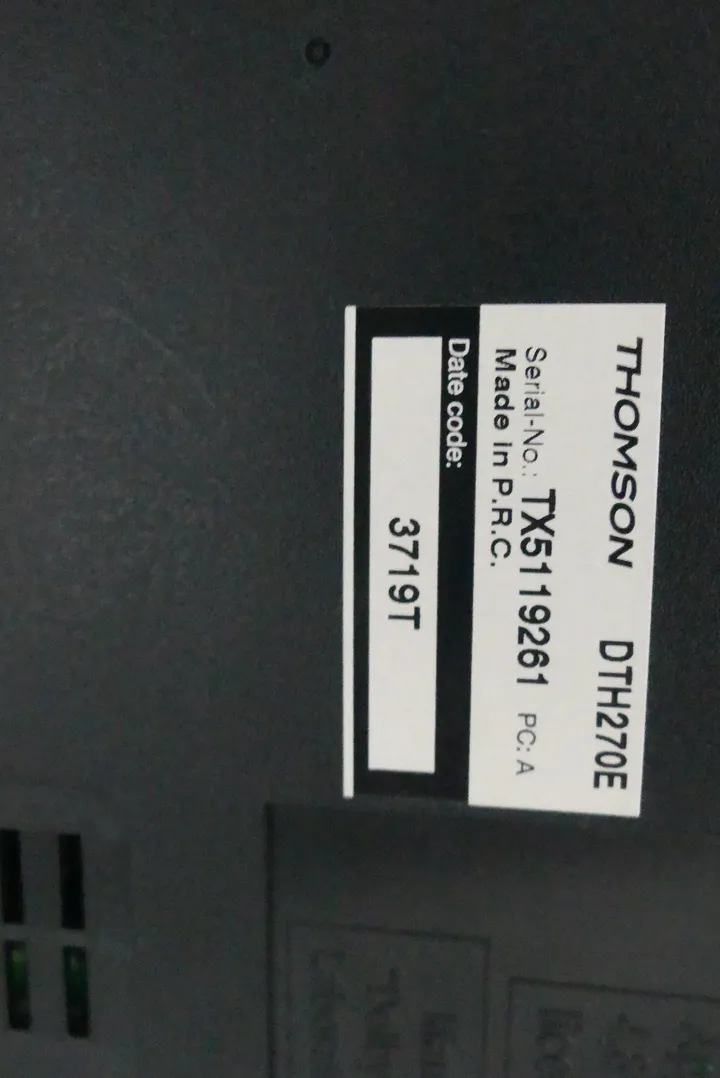 THOMSON DTH270E
Serial-No.: TX5119261 PC: A
Made in P.R.C.
Date code:
3719T